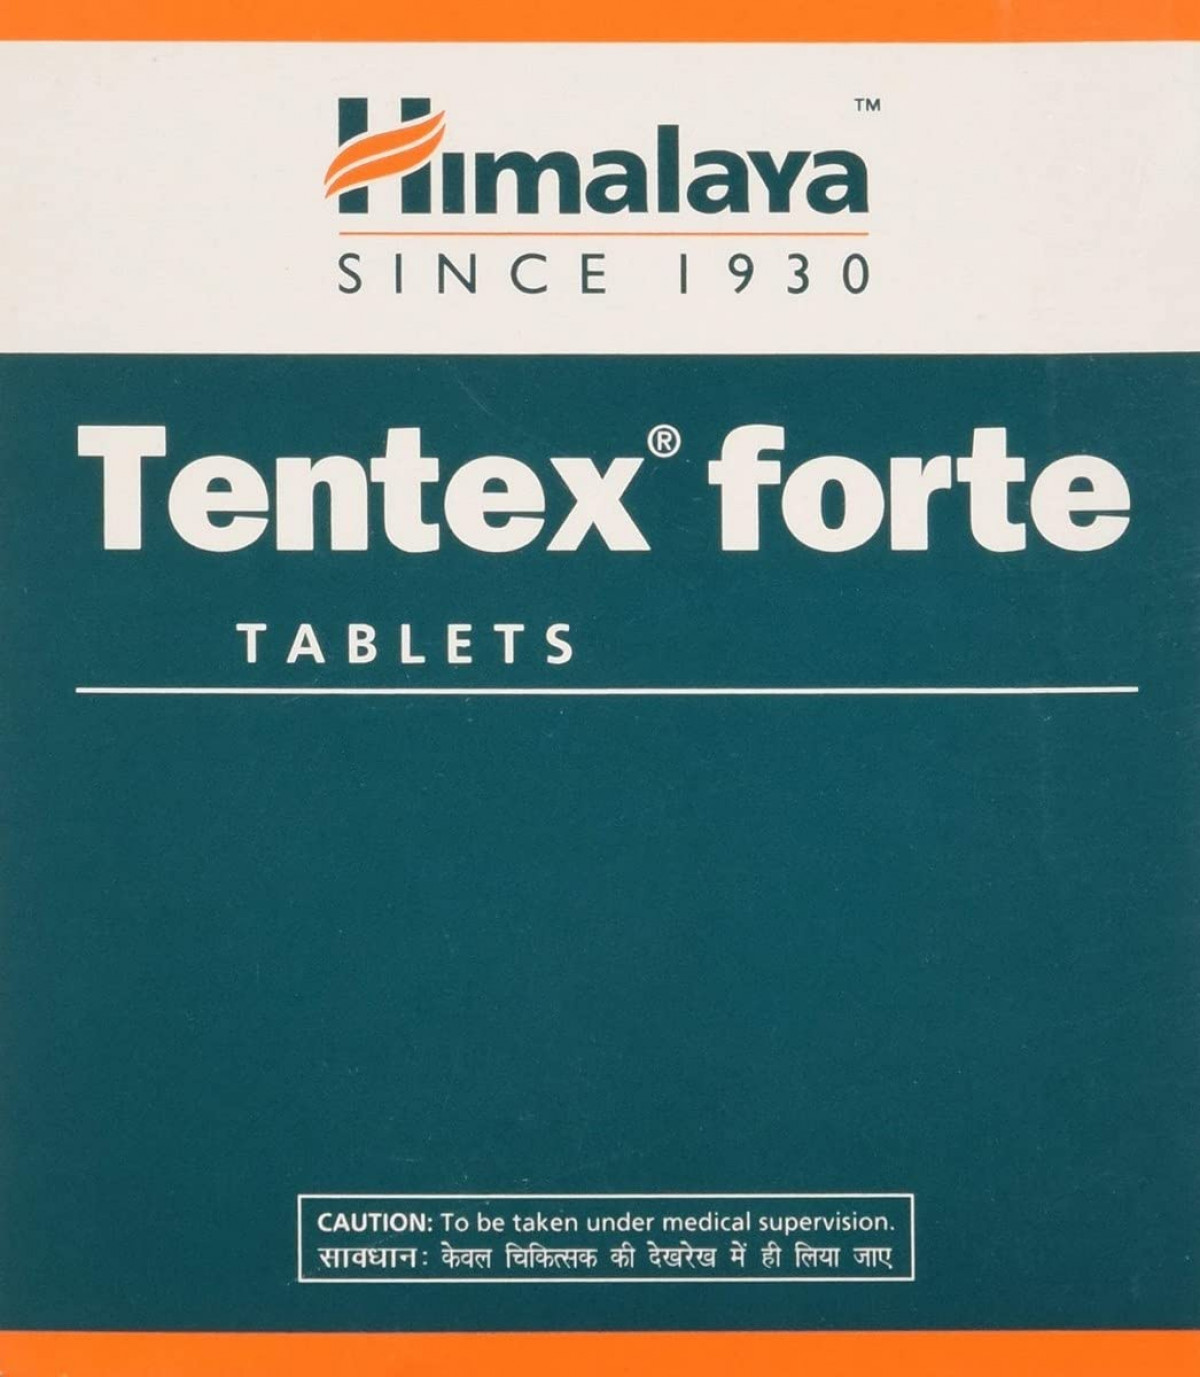 Himalaya™
SINCE 1930
Tentex® forte
TABLETS
CAUTION: To be taken under medical supervision.
सावधान: केवल चिकित्सक की देखरेख में ही लिया जाए